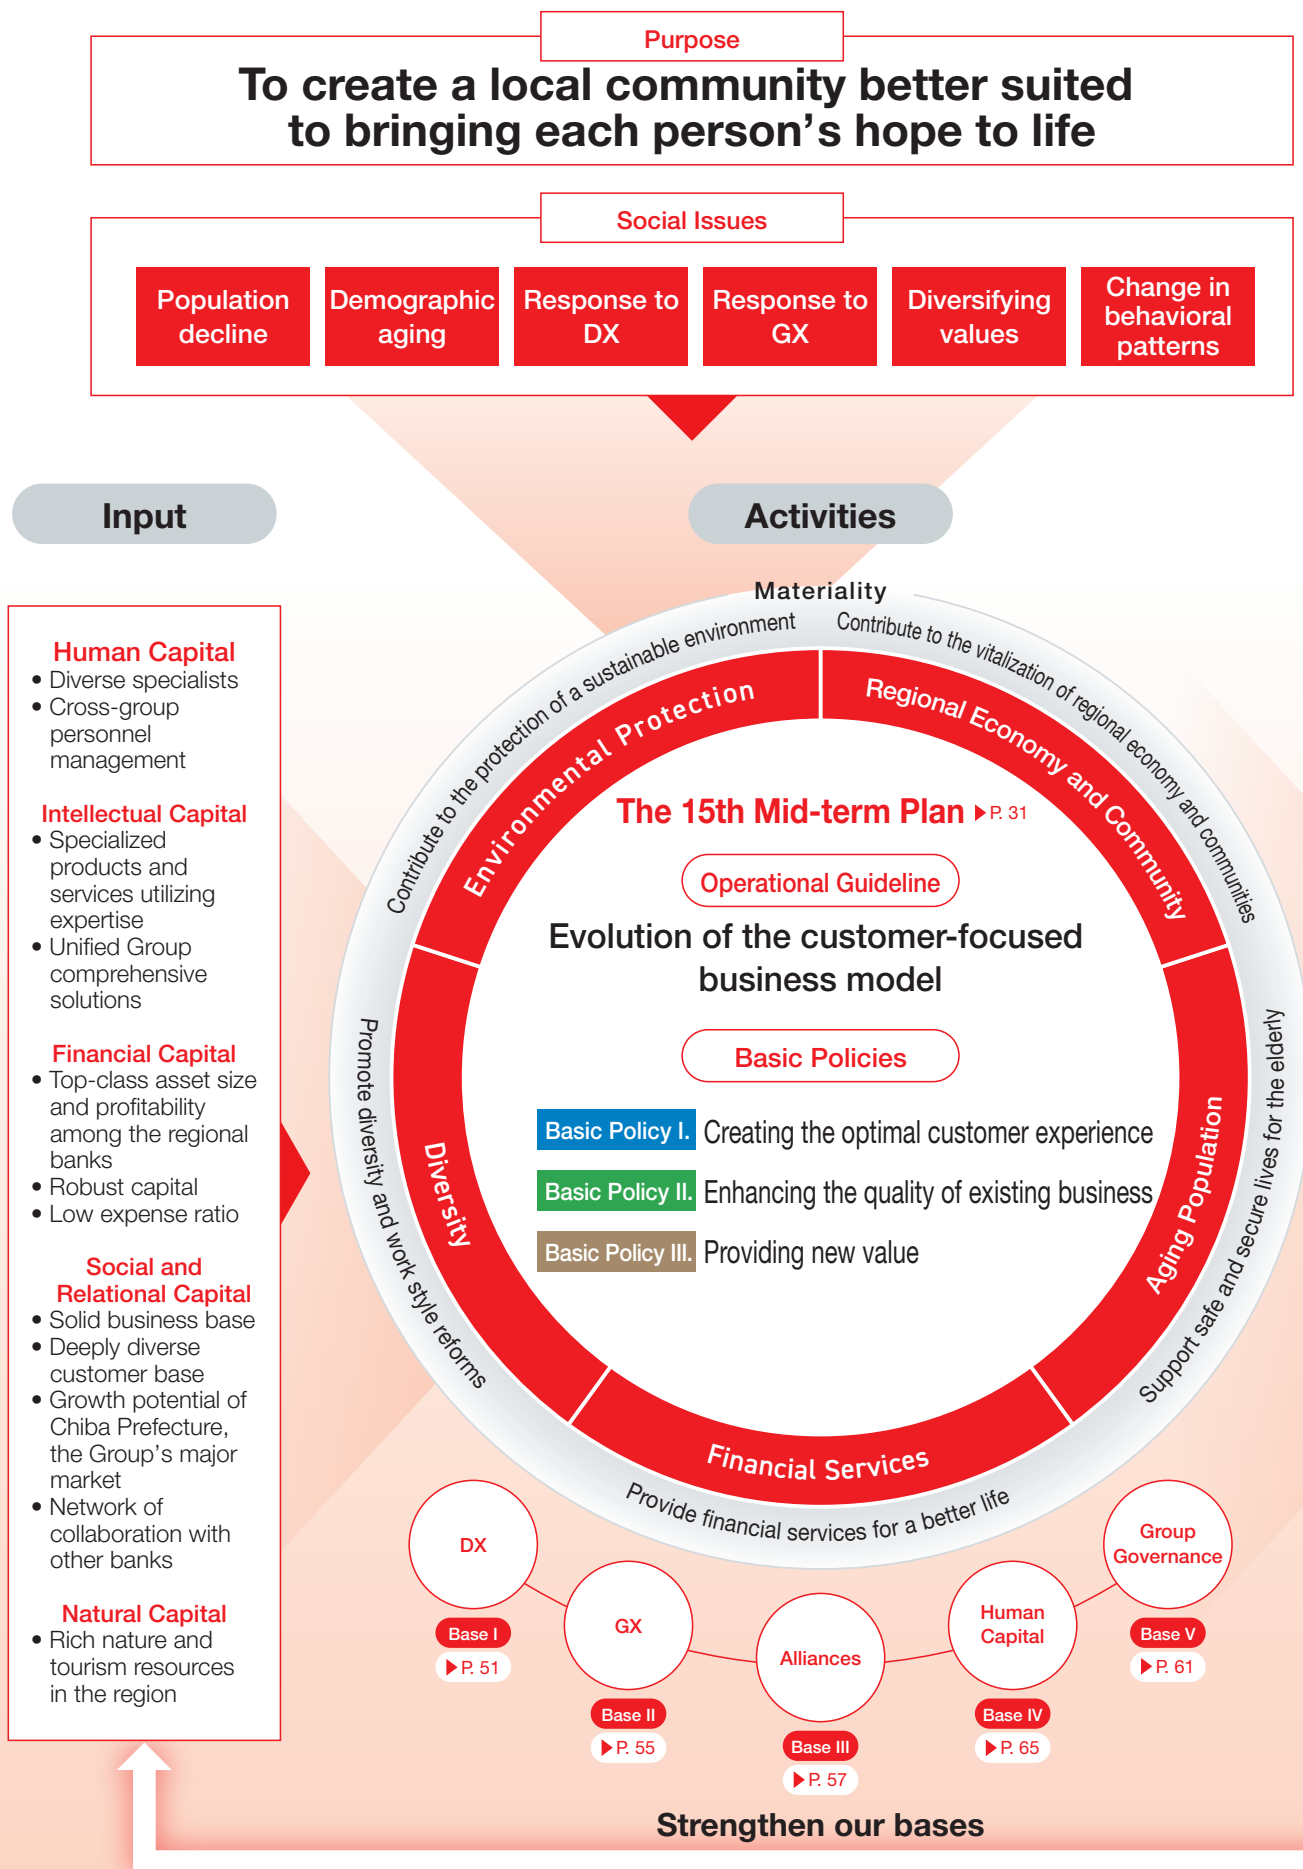 Purpose
To create a local community better suited
to bringing each person's hope to life
Social Issues
Population
decline
Demographic
aging
Response to
DX
Response to
GX
Diversifying
values
Change in
behavioral
patterns
Input
Human Capital
• Diverse specialists
• Cross-group
personnel
management
Intellectual Capital
• Specialized
products and
services utilizing
expertise
• Unified Group
comprehensive
solutions
Financial Capital
• Top-class asset size
and profitability
among the regional
banks
• Robust capital
• Low expense ratio
Social and
Relational Capital
• Solid business base
• Deeply diverse
customer base
• Growth potential of
Chiba Prefecture,
the Group's major
market
• Network of
collaboration with
other banks
Natural Capital
• Rich nature and
tourism resources
in the region
Activities
Materiality
Contribute to the protection of a sustainable environment
Contribute to the vitalization of regional economy and communities
Environmental Protection
Regional Economy and Community
The 15th Mid-term Plan ▶P. 31
Operational Guideline
Evolution of the customer-focused
business model
Basic Policies
Basic Policy I. Creating the optimal customer experience
Basic Policy II. Enhancing the quality of existing business
Basic Policy III. Providing new value
Diversity
Promote diversity and work style reforms
Aging Population
Support safe and secure lives for the elderly
Financial Services
Provide financial services for a better life
DX
Base I
▶P. 51
GX
Base II
▶P. 55
Alliances
Base III
▶P. 57
Human
Capital
Base IV
▶P. 65
Group
Governance
Base V
▶P. 61
Strengthen our bases